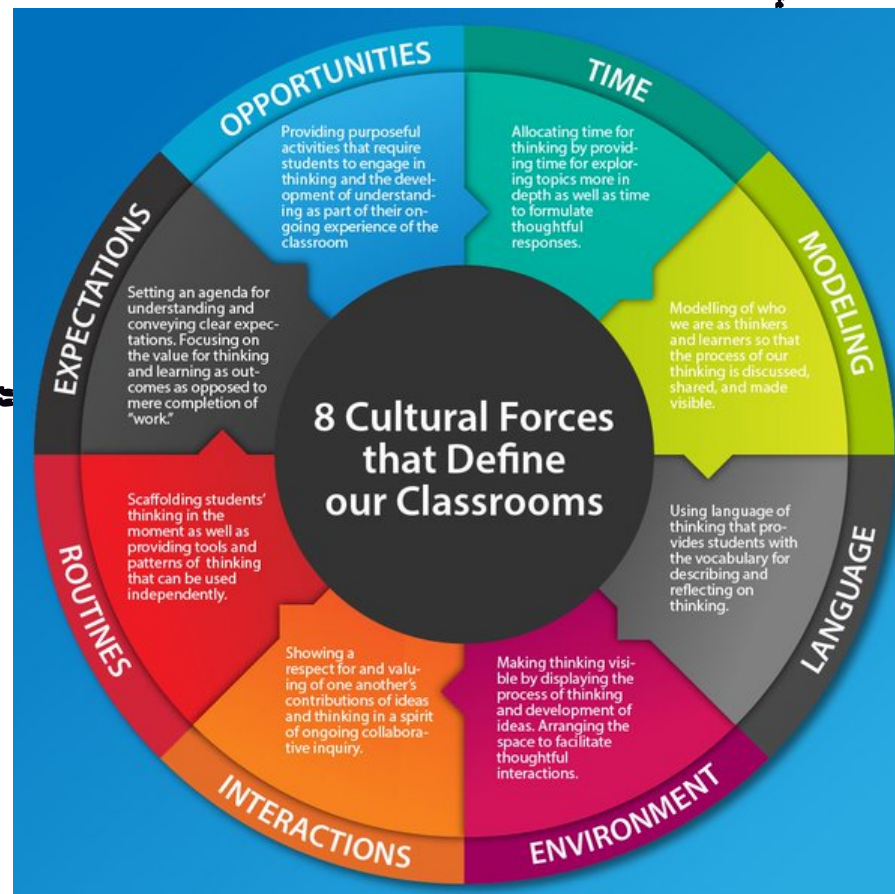 8 Cultural Forces
that Define
our Classrooms
OPPORTUNITIES
Providing purposeful
activities that require
students to engage in
thinking and the devel-
opment of understand-
ing as part of their on-
going experience of the
classroom
TIME
Allocating time for
thinking by provid-
ing time for explor-
ing topics more in
depth as well as time
to formulate
thoughtful
responses.
MODELING
Modelling of who
we are as thinkers
and learners so that
the process of our
thinking is discussed,
shared, and made
visible.
LANGUAGE
Using language of
thinking that pro-
vides students with
the vocabulary for
describing and
reflecting on
thinking.
ENVIRONMENT
Making thinking visi-
ble by displaying the
process of thinking
and development of
ideas. Arranging the
space to facilitate
thoughtful
interactions.
INTERACTIONS
Showing a
respect for and valu-
ing of one another's
contributions of ideas
and thinking in a spirit
of ongoing collabora-
tive inquiry.
ROUTINES
Scaffolding students'
thinking in the
moment as well as
providing tools and
patterns of thinking
that can be used
independently.
EXPECTATIONS
Setting an agenda for
understanding and
conveying clear expec-
tations. Focusing on
the value for thinking
and learning as out-
comes as opposed to
mere completion of
"work."